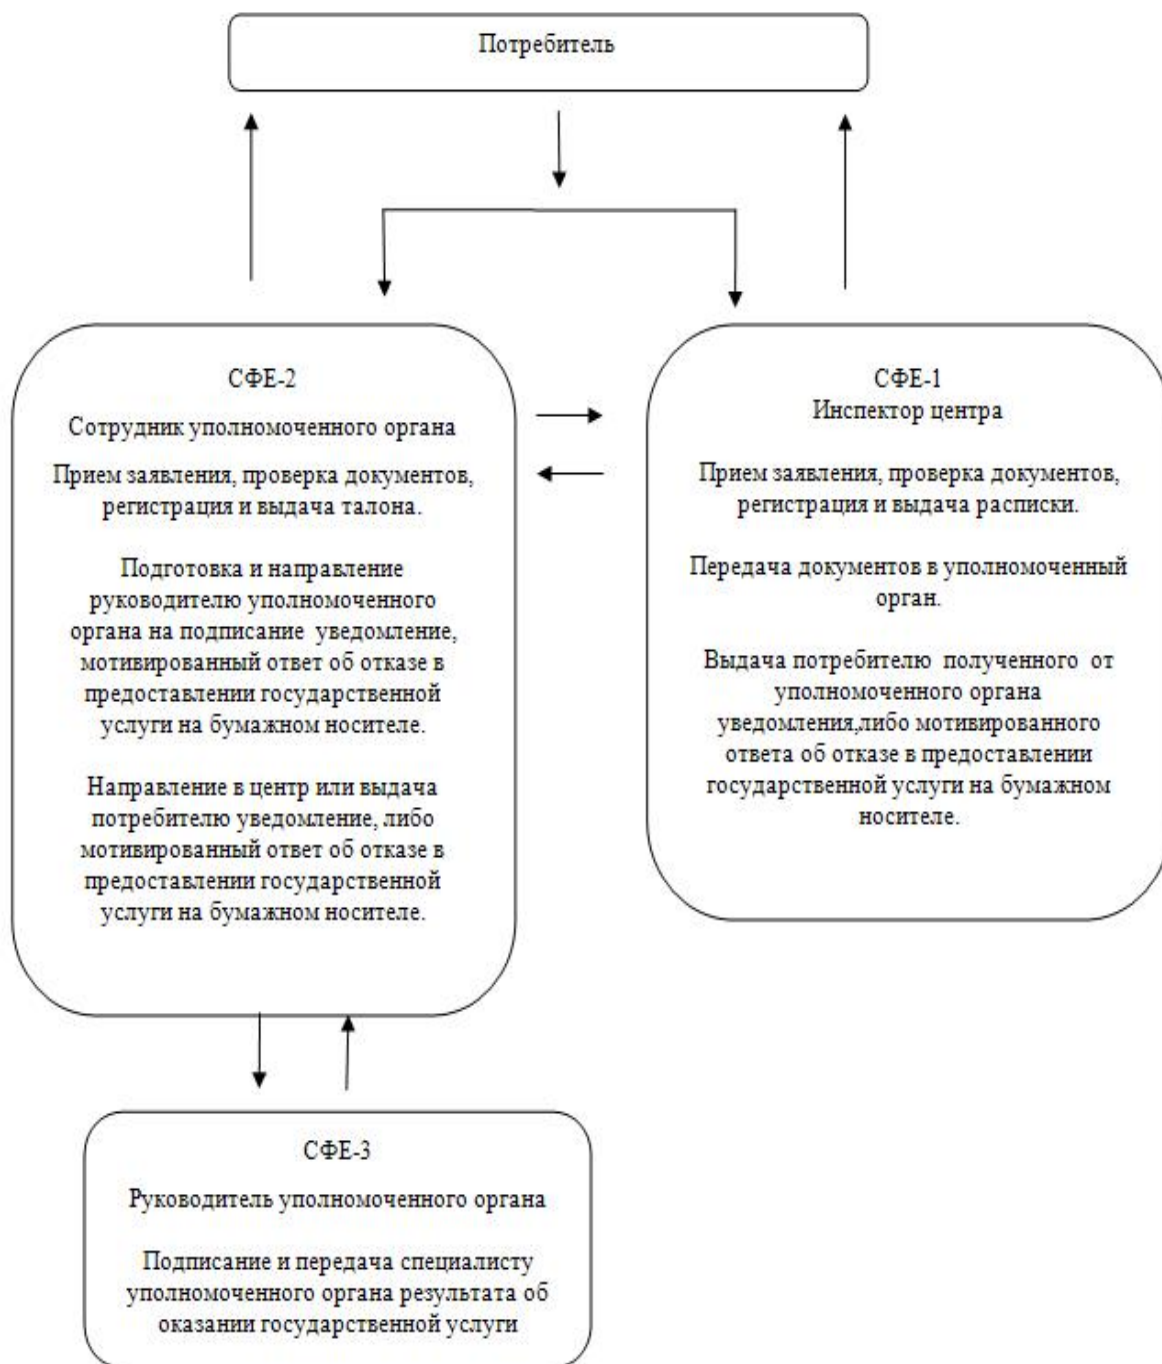 Потребитель
СФЕ-2
Сотрудник уполномоченного органа
Прием заявления, проверка документов,
регистрация и выдача талона.
Подготовка и направление
руководителю уполномоченного
органа на подписание уведомление,
мотивированный ответ об отказе в
предоставлении государственной
услуги на бумажном носителе.
Направление в центр или выдача
потребителю уведомление, либо
мотивированный ответ об отказе в
предоставлении государственной
услуги на бумажном носителе.
СФЕ-1
Инспектор центра
Прием заявления, проверка документов,
регистрация и выдача расписки.
Передача документов в уполномоченный
орган.
Выдача потребителю полученного от
уполномоченного органа
уведомления,либо мотивированного
ответа об отказе в предоставлении
государственной услуги на бумажном
носителе.
СФЕ-3
Руководитель уполномоченного органа
Подписание и передача специалисту
уполномоченного органа результата об
оказании государственной услуги